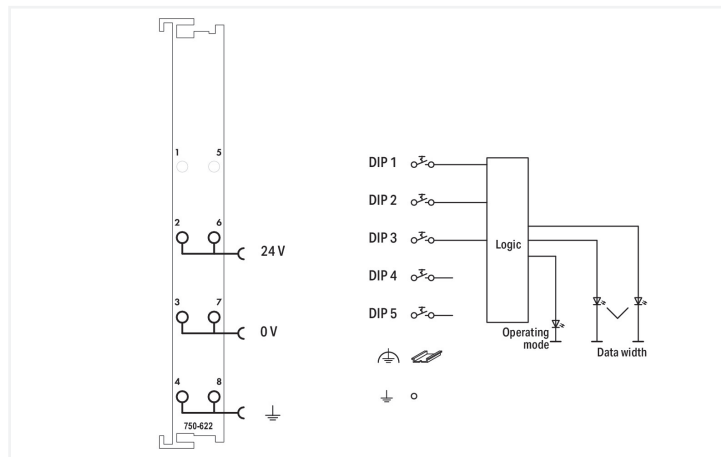 1 5
2 6
24 V
3 7
0 V
4 8
750-622
DIP 1
DIP 2
DIP 3
DIP 4
DIP 5
Logic
Operating
mode
Data width